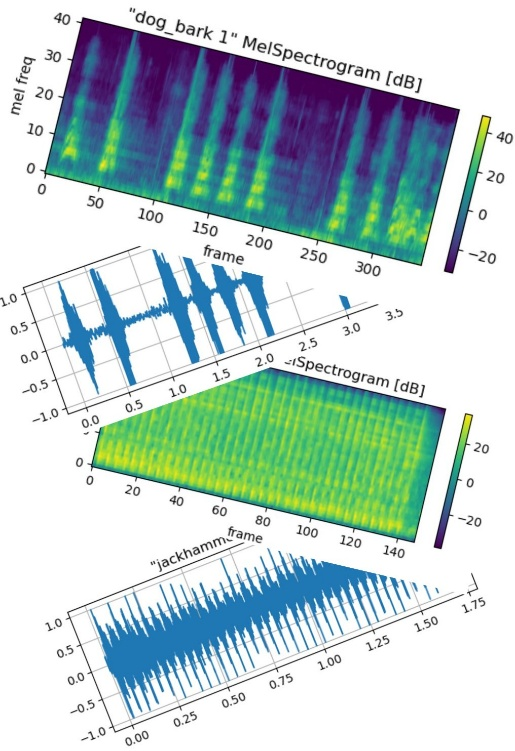 "dog_bark 1" MelSpectrogram [dB]
mel freq
40
30
20
10
0
0 50 100 150 200 250 300
frame
40
20
0
−20
1.0
0.5
0.0
−0.5
−1.0
0.0 0.5 1.0 1.5 2.0 2.5 3.0 3.5
Spectrogram [dB]
0
0 20 40 60 80 100 120 140
frame
20
0
−20
"jackhamme
1.0
0.5
0.0
−0.5
−1.0
0.00 0.25 0.50 0.75 1.00 1.25 1.50 1.75